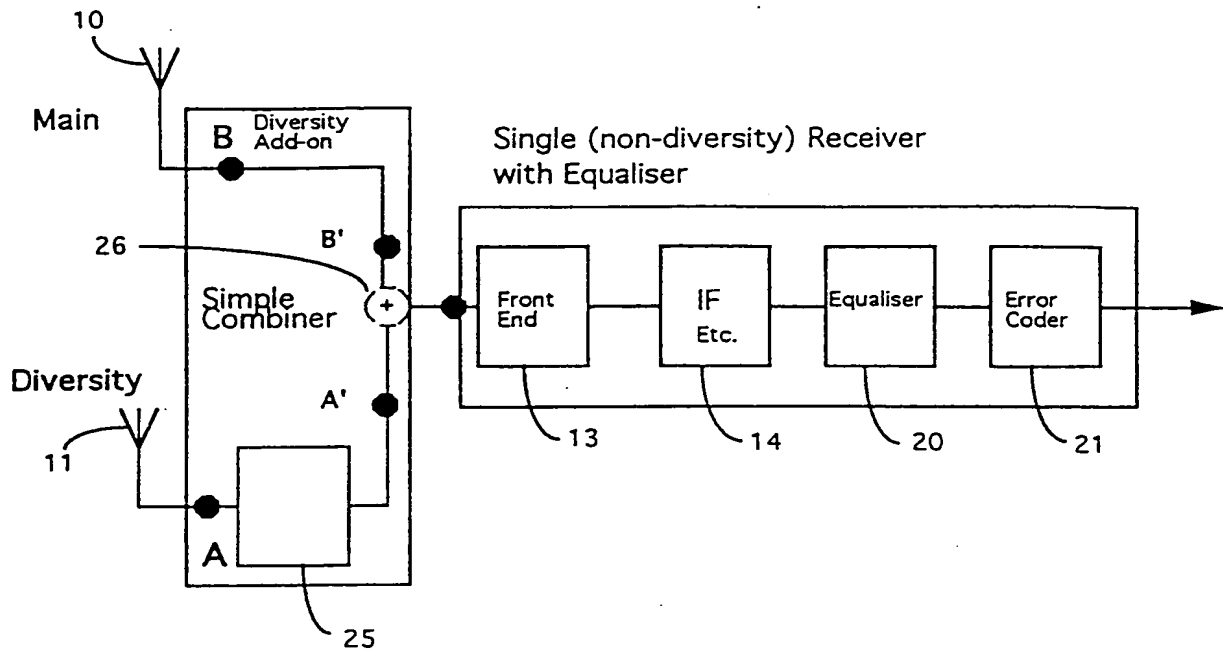 10
Main
B
Diversity
Add-on
Single (non-diversity) Receiver
with Equaliser
26
B'
Simple
Combiner
+
Front
End
IF
Etc.
Equaliser
Error
Coder
Diversity
A'
11
13
14
20
21
A
25